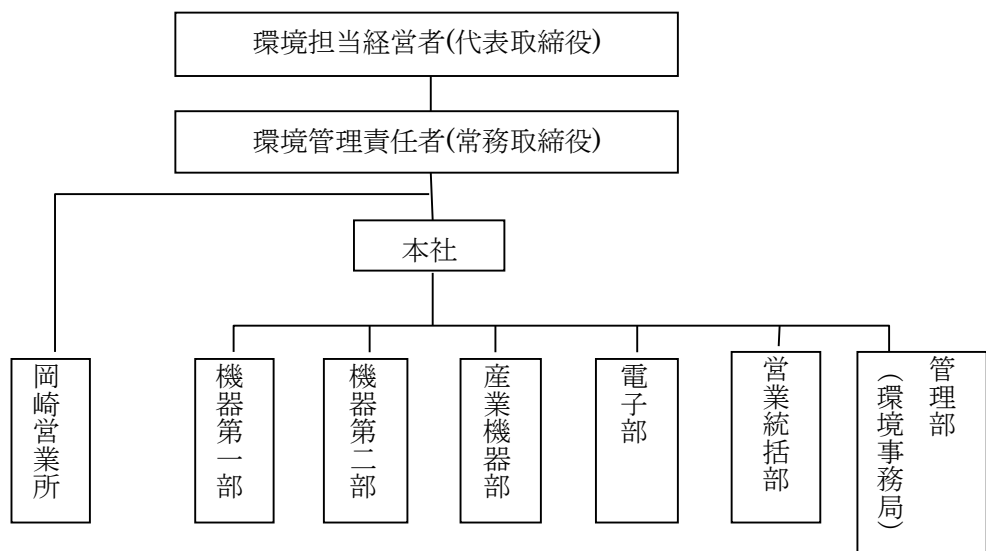 環境担当経営者(代表取締役)
環境管理責任者(常務取締役)
本社
岡崎営業所
機器第一部
機器第二部
産業機器部
電子部
営業統括部
管理部
(環境事務局)